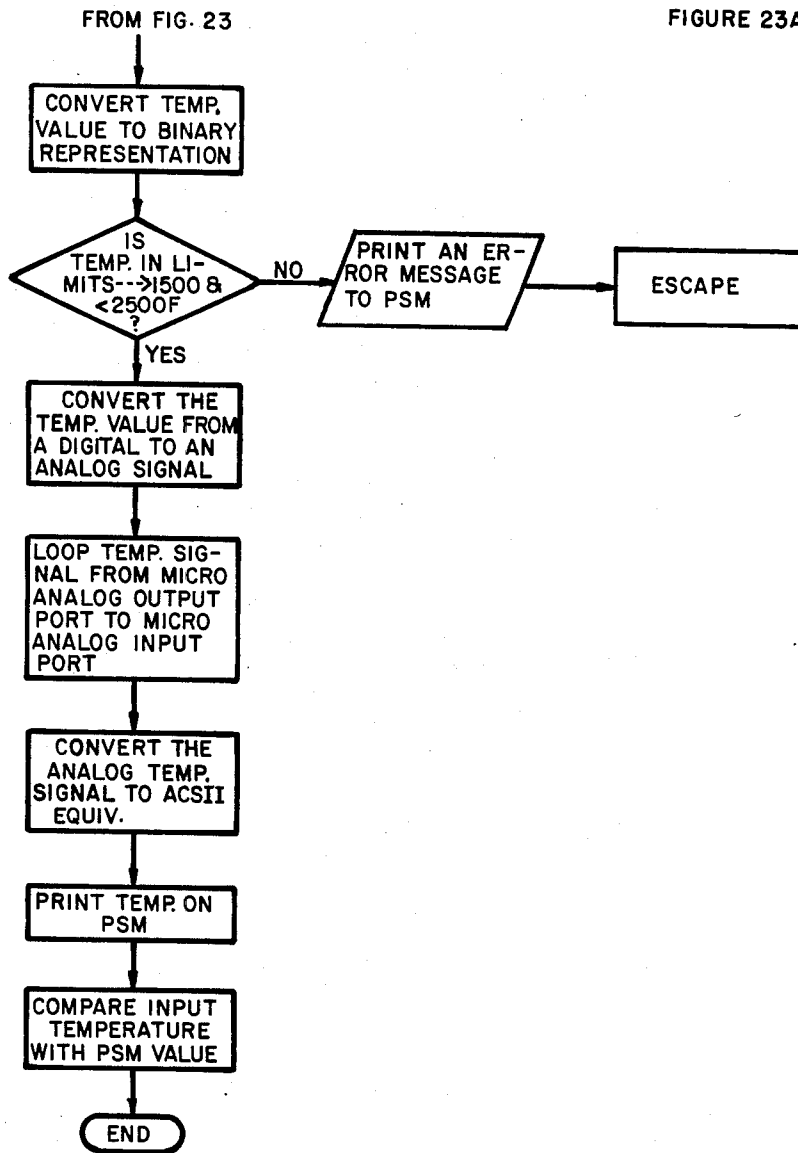 FROM FIG. 23
FIGURE 23A
CONVERT TEMP.
VALUE TO BINARY
REPRESENTATION
IS
TEMP. IN LI-
MITS--->1500 &
<2500F
?
NO
PRINT AN ER-
ROR MESSAGE
TO PSM
ESCAPE
YES
CONVERT THE
TEMP. VALUE FROM
A DIGITAL TO AN
ANALOG SIGNAL
LOOP TEMP. SIG-
NAL FROM MICRO
ANALOG OUTPUT
PORT TO MICRO
ANALOG INPUT
PORT
CONVERT THE
ANALOG TEMP.
SIGNAL TO ACSII
EQUIV.
PRINT TEMP. ON
PSM
COMPARE INPUT
TEMPERATURE
WITH PSM VALUE
END